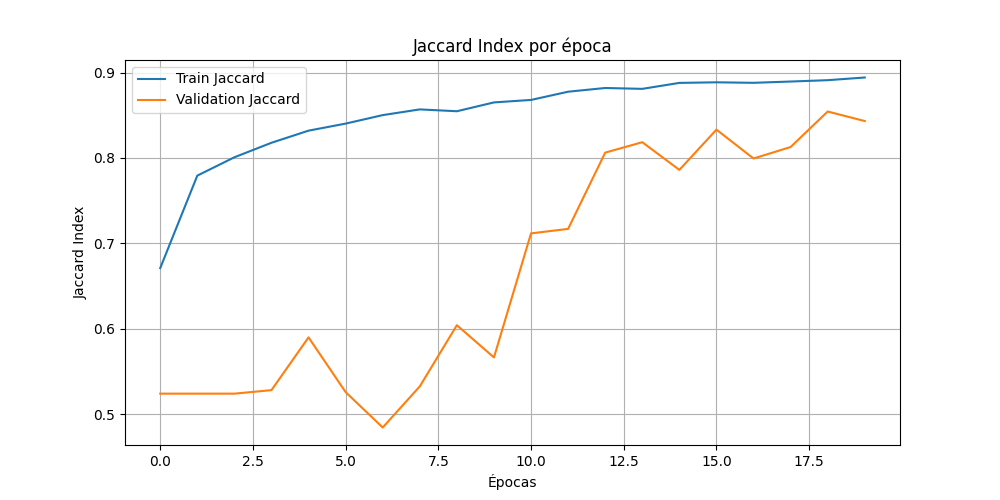 Jaccard Index por época
Train Jaccard
Validation Jaccard
Jaccard Index
0.9
0.8
0.7
0.6
0.5
0.0 2.5 5.0 7.5 10.0 12.5 15.0 17.5
Épocas